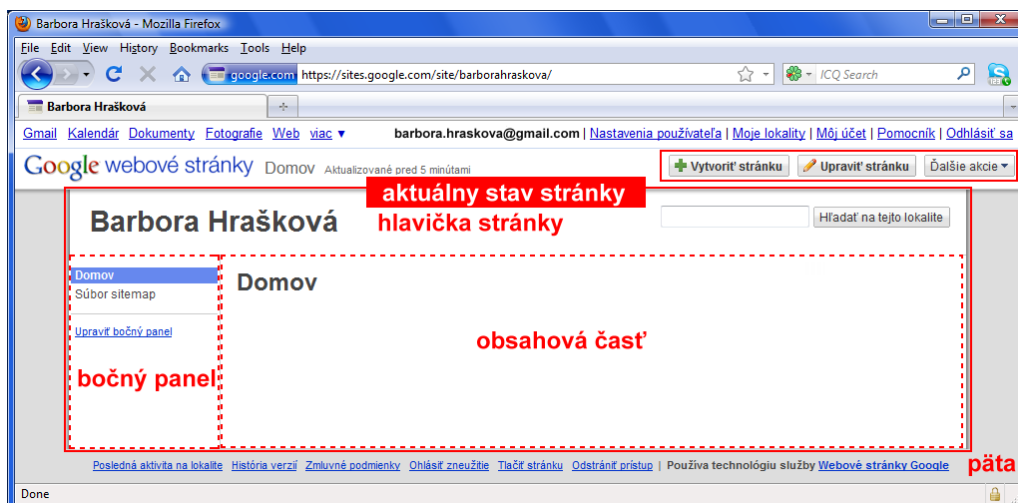 Barbora Hrašková - Mozilla Firefox
File Edit View History Bookmarks Tools Help
google.com https://sites.google.com/site/barborahraskova/ ICQ Search
Barbora Hrašková
Gmail Kalendár Dokumenty Fotografie Web viac ▼ barbora.hraskova@gmail.com | Nastavenia používateľa | Moje lokality | Môj účet | Pomocník | Odhlásiť sa
Google webové stránky Domov Aktualizované pred 5 minútami Vytvoriť stránku Upraviť stránku Ďalšie akcie ▼
aktuálny stav stránky
Barbora Hrašková hlavička stránky Hľadať na tejto lokalite
Domov
Súbor sitemap
Domov
Upraviť bočný panel
obsahová časť
bočný panel
Posledná aktivita na lokalite História verzií Zmluvné podmienky Ohlásiť zneužitie Tlačiť stránku Odstrániť prístup | Používa technológiu služby Webové stránky Google päta
Done